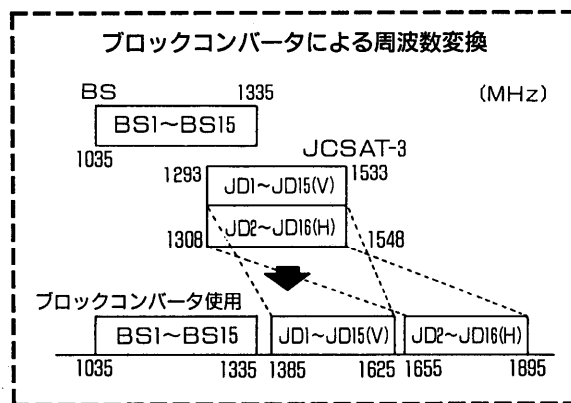 ブロックコンバータによる周波数変換
BS 1335 (MHz)
BS1~BS15
1035 JCSAT-3
1293 1533
JD1~JD15(V)
JD2~JD16(H)
1308 1548
ブロックコンバータ使用
BS1~BS15 JD1~JD15(V) JD2~JD16(H)
1035 1335 1385 1625 1655 1895